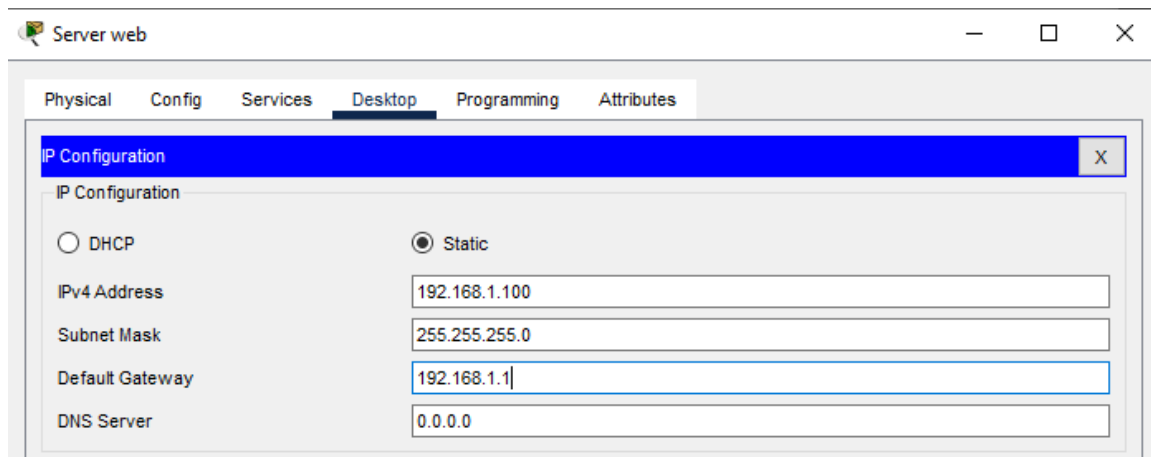 Server web
Physical Config Services Desktop Programming Attributes
IP Configuration X
IP Configuration
DHCP Static
IPv4 Address 192.168.1.100
Subnet Mask 255.255.255.0
Default Gateway 192.168.1.1
DNS Server 0.0.0.0